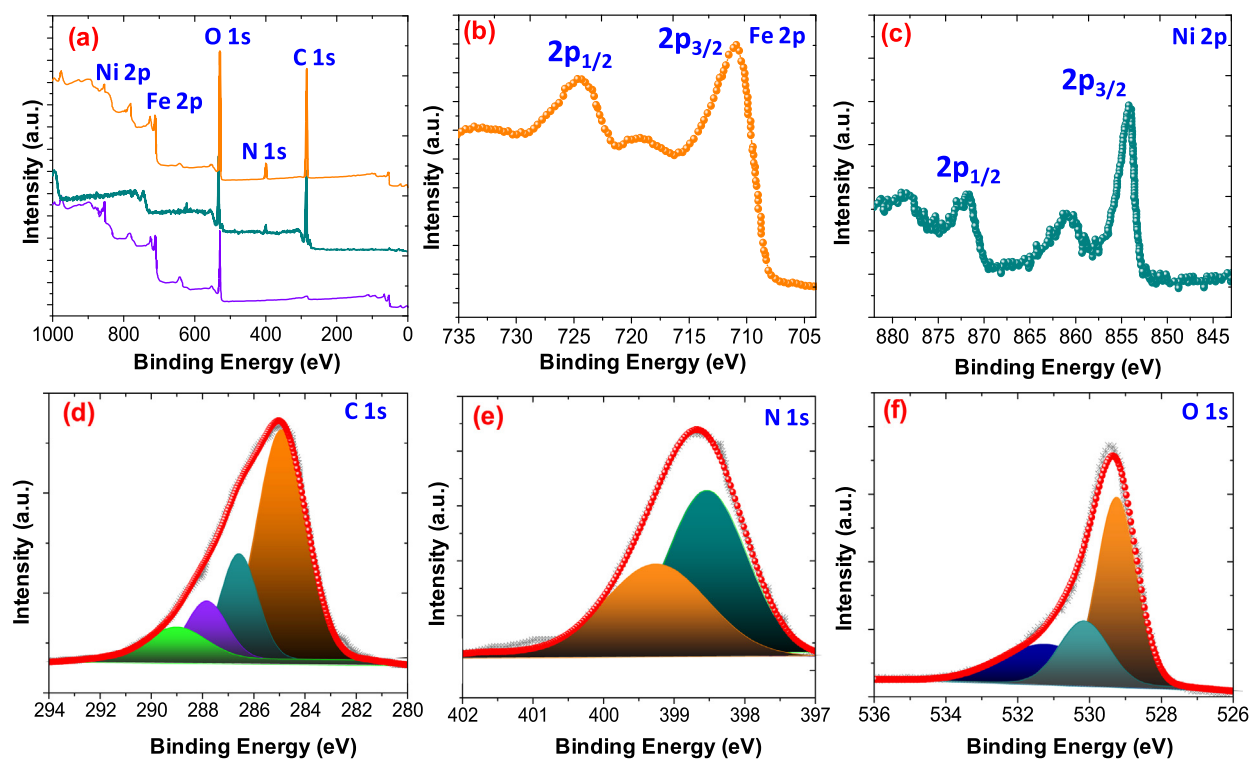 (a)
O 1s
C 1s
Ni 2p
Fe 2p
N 1s
Intensity (a.u.)
1000 800 600 400 200 0
Binding Energy (eV)
(b)
Fe 2p
2p1/2
2p3/2
Intensity (a.u.)
735 730 725 720 715 710 705
Binding Energy (eV)
(c)
Ni 2p
2p3/2
2p1/2
Intensity (a.u.)
880 875 870 865 860 855 850 845
Binding Energy (eV)
(d)
C 1s
Intensity (a.u.)
294 292 290 288 286 284 282 280
Binding Energy (eV)
(e)
N 1s
Intensity (a.u.)
402 401 400 399 398 397
Binding Energy (eV)
(f)
O 1s
Intensity (a.u.)
536 534 532 530 528 526
Binding Energy (eV)